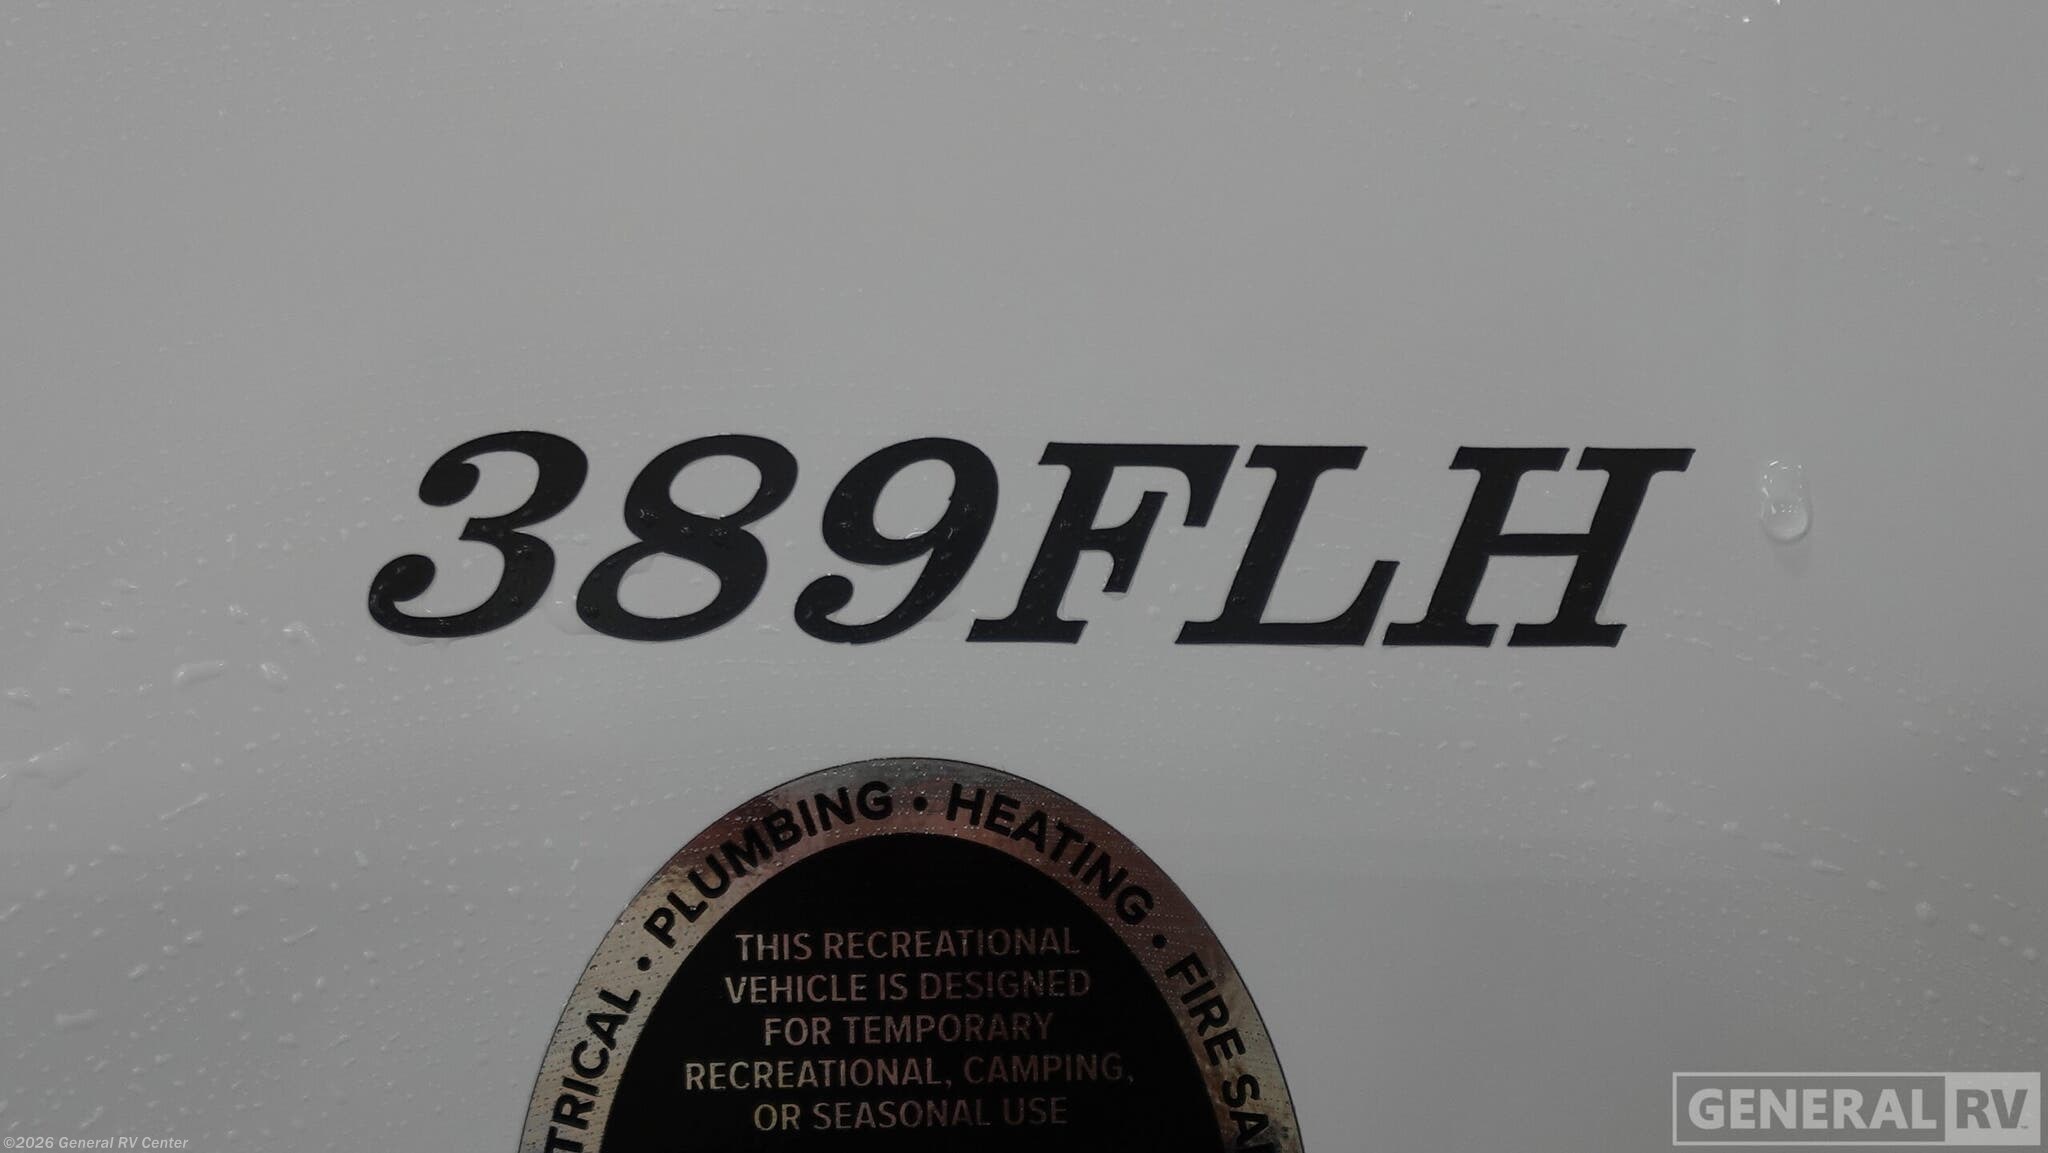 389FLH
TRICAL • PLUMBING • HEATING • FIRE SA
THIS RECREATIONAL
VEHICLE IS DESIGNED
FOR TEMPORARY
RECREATIONAL, CAMPING,
OR SEASONAL USE
GENERAL RV
©2026 General RV Center